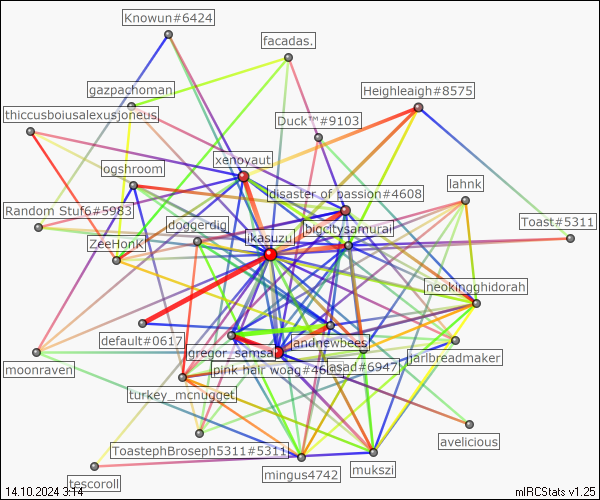 Knowun#6424
facadas.
gazpachoman
Heighleaigh#8575
thiccusboiusalexusjoneus
Duck™#9103
xenoyaut
ogshroom
disaster of passion#4608
lahnk
Random Stuf6#5983
doggerdig
bigcitysamurai
Toast#5311
ZeeHonk
ikasuzu
neokingghidorah
default#0617
andnewbees
gregor_samsa
jarlbreadmaker
moonraven
pink hair woag#46
asad#6947
turkey_mcnugget
avelicious
ToastephBroseph5311#5311
mukszi
tescoroll
mingus4742
14.10.2024 3:14
mIRCStats v1.25